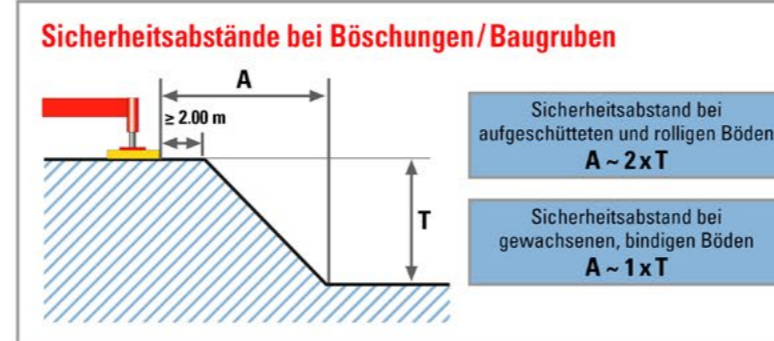 Sicherheitsabstände bei Böschungen/Baugruben
A
≥ 2.00 m
T
Sicherheitsabstand bei
aufgeschütteten und rolligen Böden
A ~ 2 x T
Sicherheitsabstand bei
gewachsenen, bindigen Böden
A ~ 1 x T